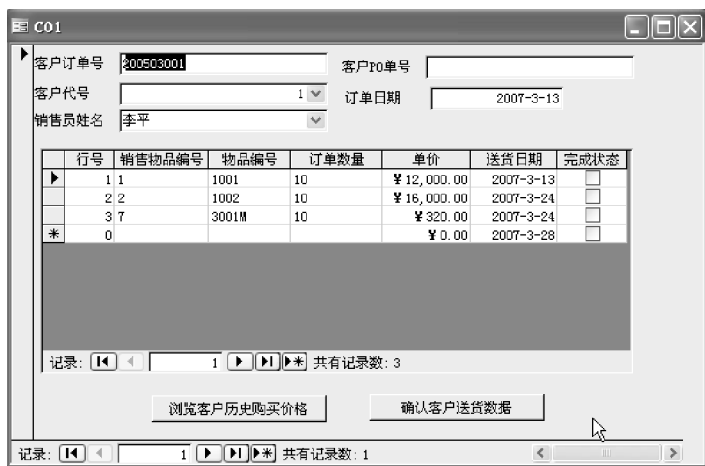 CO1
客户订单号 200503001 客户PO单号
客户代号 1 订单日期 2007-3-13
销售员姓名 李平
行号 销售物品编号 物品编号 订单数量 单价 送货日期 完成状态
1 1 1001 10 ¥12,000.00 2007-3-13
2 2 1002 10 ¥16,000.00 2007-3-24
3 7 3001M 10 ¥320.00 2007-3-24
* 0 ¥0.00 2007-3-28
记录: 1 共有记录数: 3
浏览客户历史购买价格 确认客户送货数据
记录: 1 共有记录数: 1